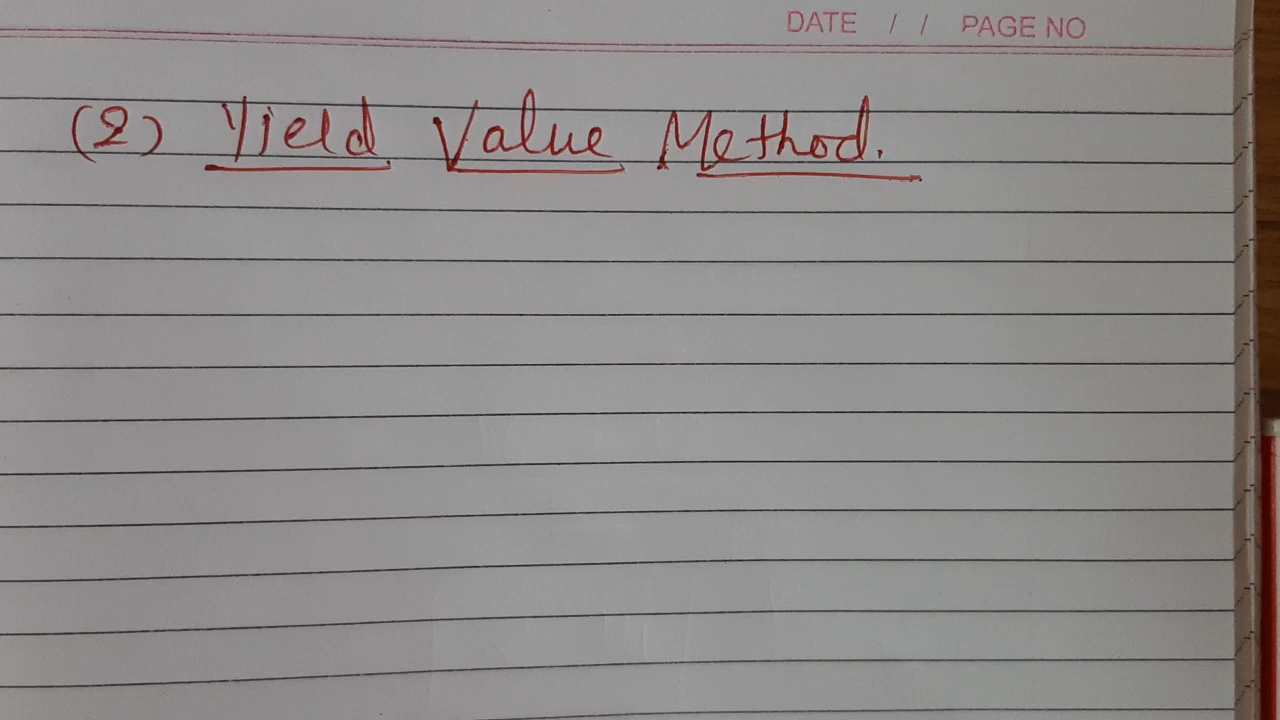 DATE / / PAGE NO
(2) Yield Value Method.